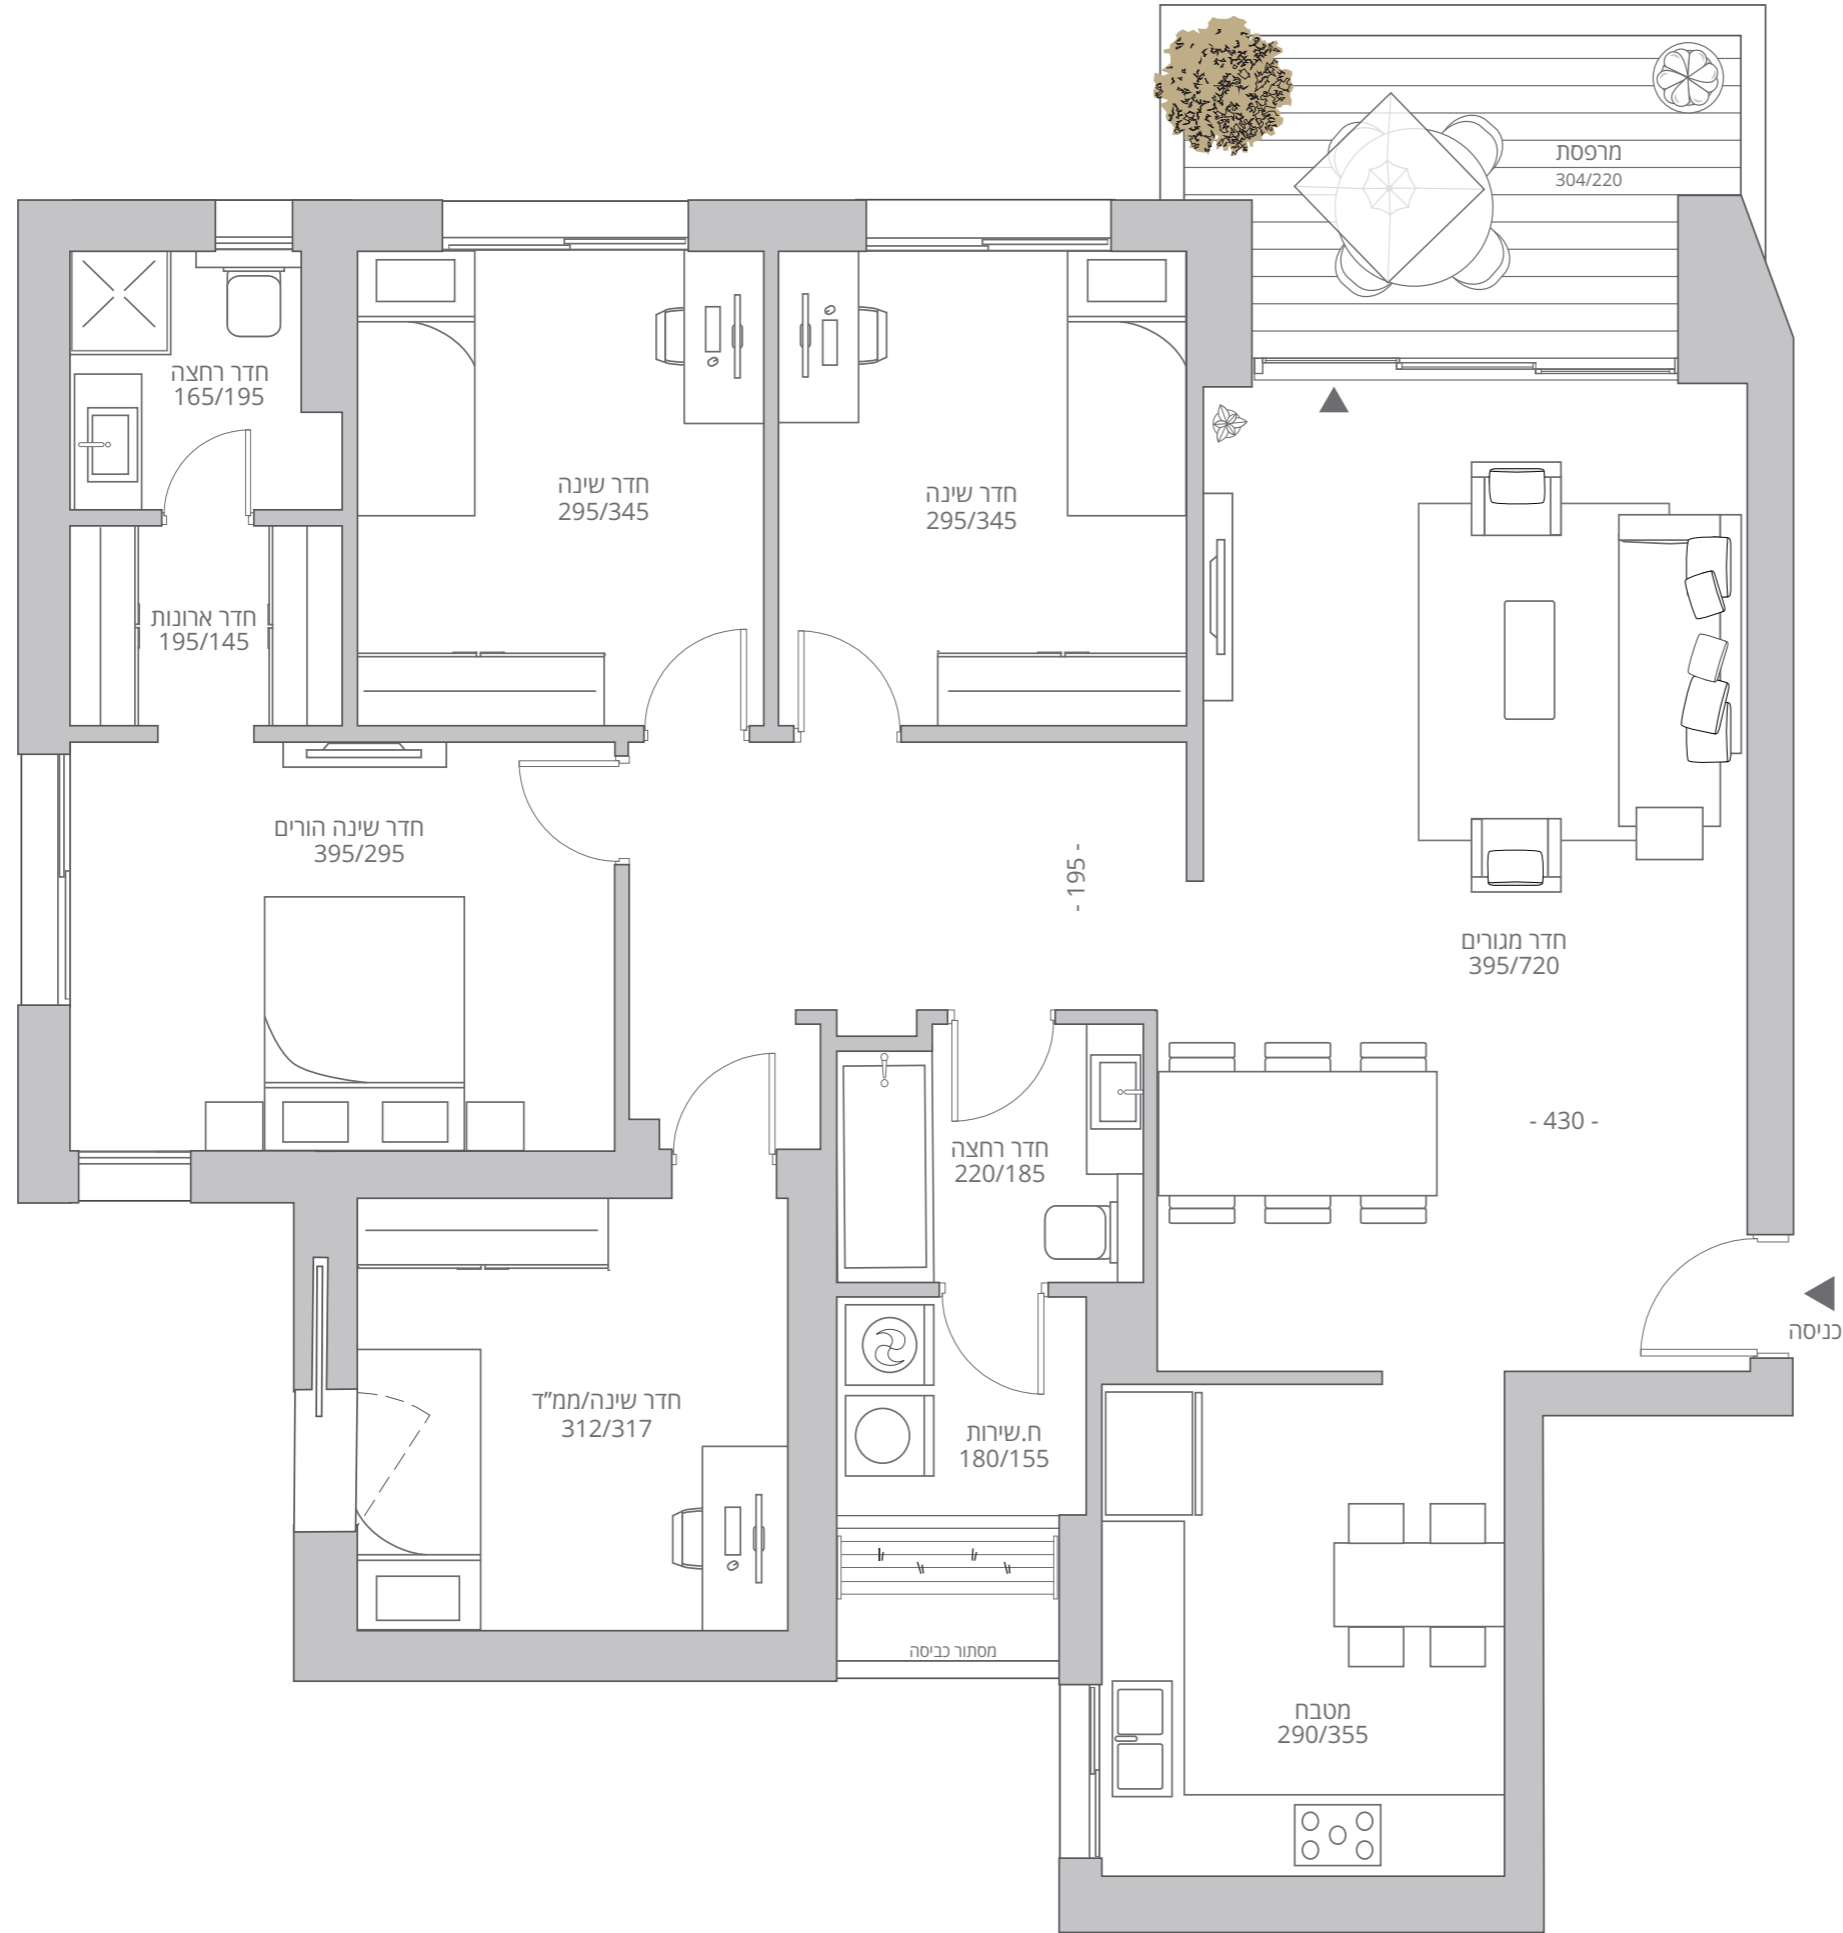 מרפסת
304/220
חדר רחצה
165/195
חדר שינה
295/345
חדר שינה
295/345
חדר ארונות
195/145
חדר שינה הורים
395/295
- 195 -
חדר מגורים
395/720
- 430 -
חדר רחצה
220/185
כניסה
חדר שינה/ממ״ד
312/317
ח.שירות
180/155
מסתור כביסה
מטבח
290/355